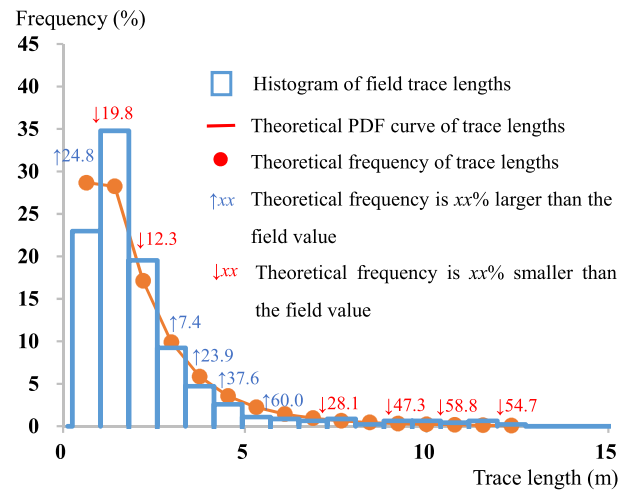 Frequency (%)
45
40
35
30
25
20
15
10
5
0
↓19.8
↑24.8
↓12.3
↑7.4
↑23.9
↑37.6
↑60.0
↓28.1
↓47.3
↓58.8
↓54.7
Histogram of field trace lengths
Theoretical PDF curve of trace lengths
Theoretical frequency of trace lengths
↑xx Theoretical frequency is xx% larger than the
field value
↓xx Theoretical frequency is xx% smaller than
the field value
0 5 10 15
Trace length (m)